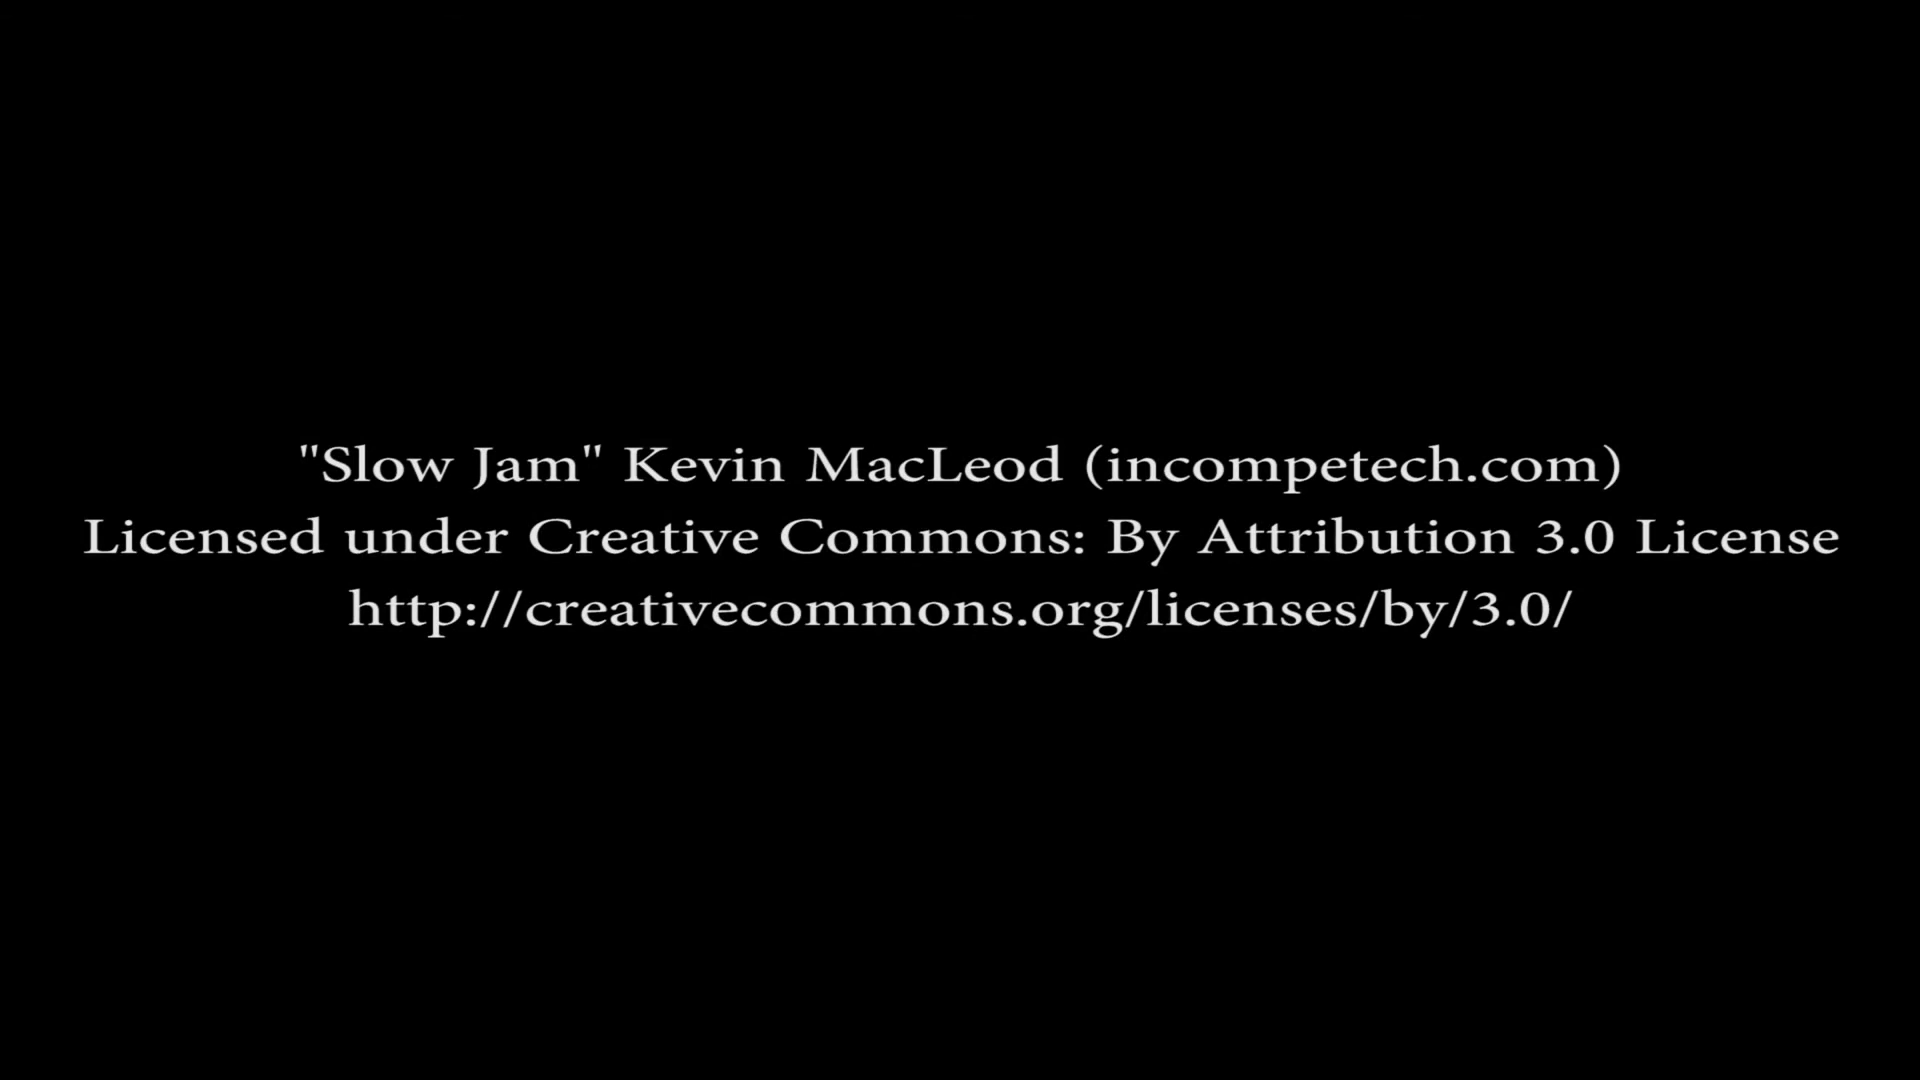 "Slow Jam" Kevin MacLeod (incompetech.com)
Licensed under Creative Commons: By Attribution 3.0 License
http://creativecommons.org/licenses/by/3.0/